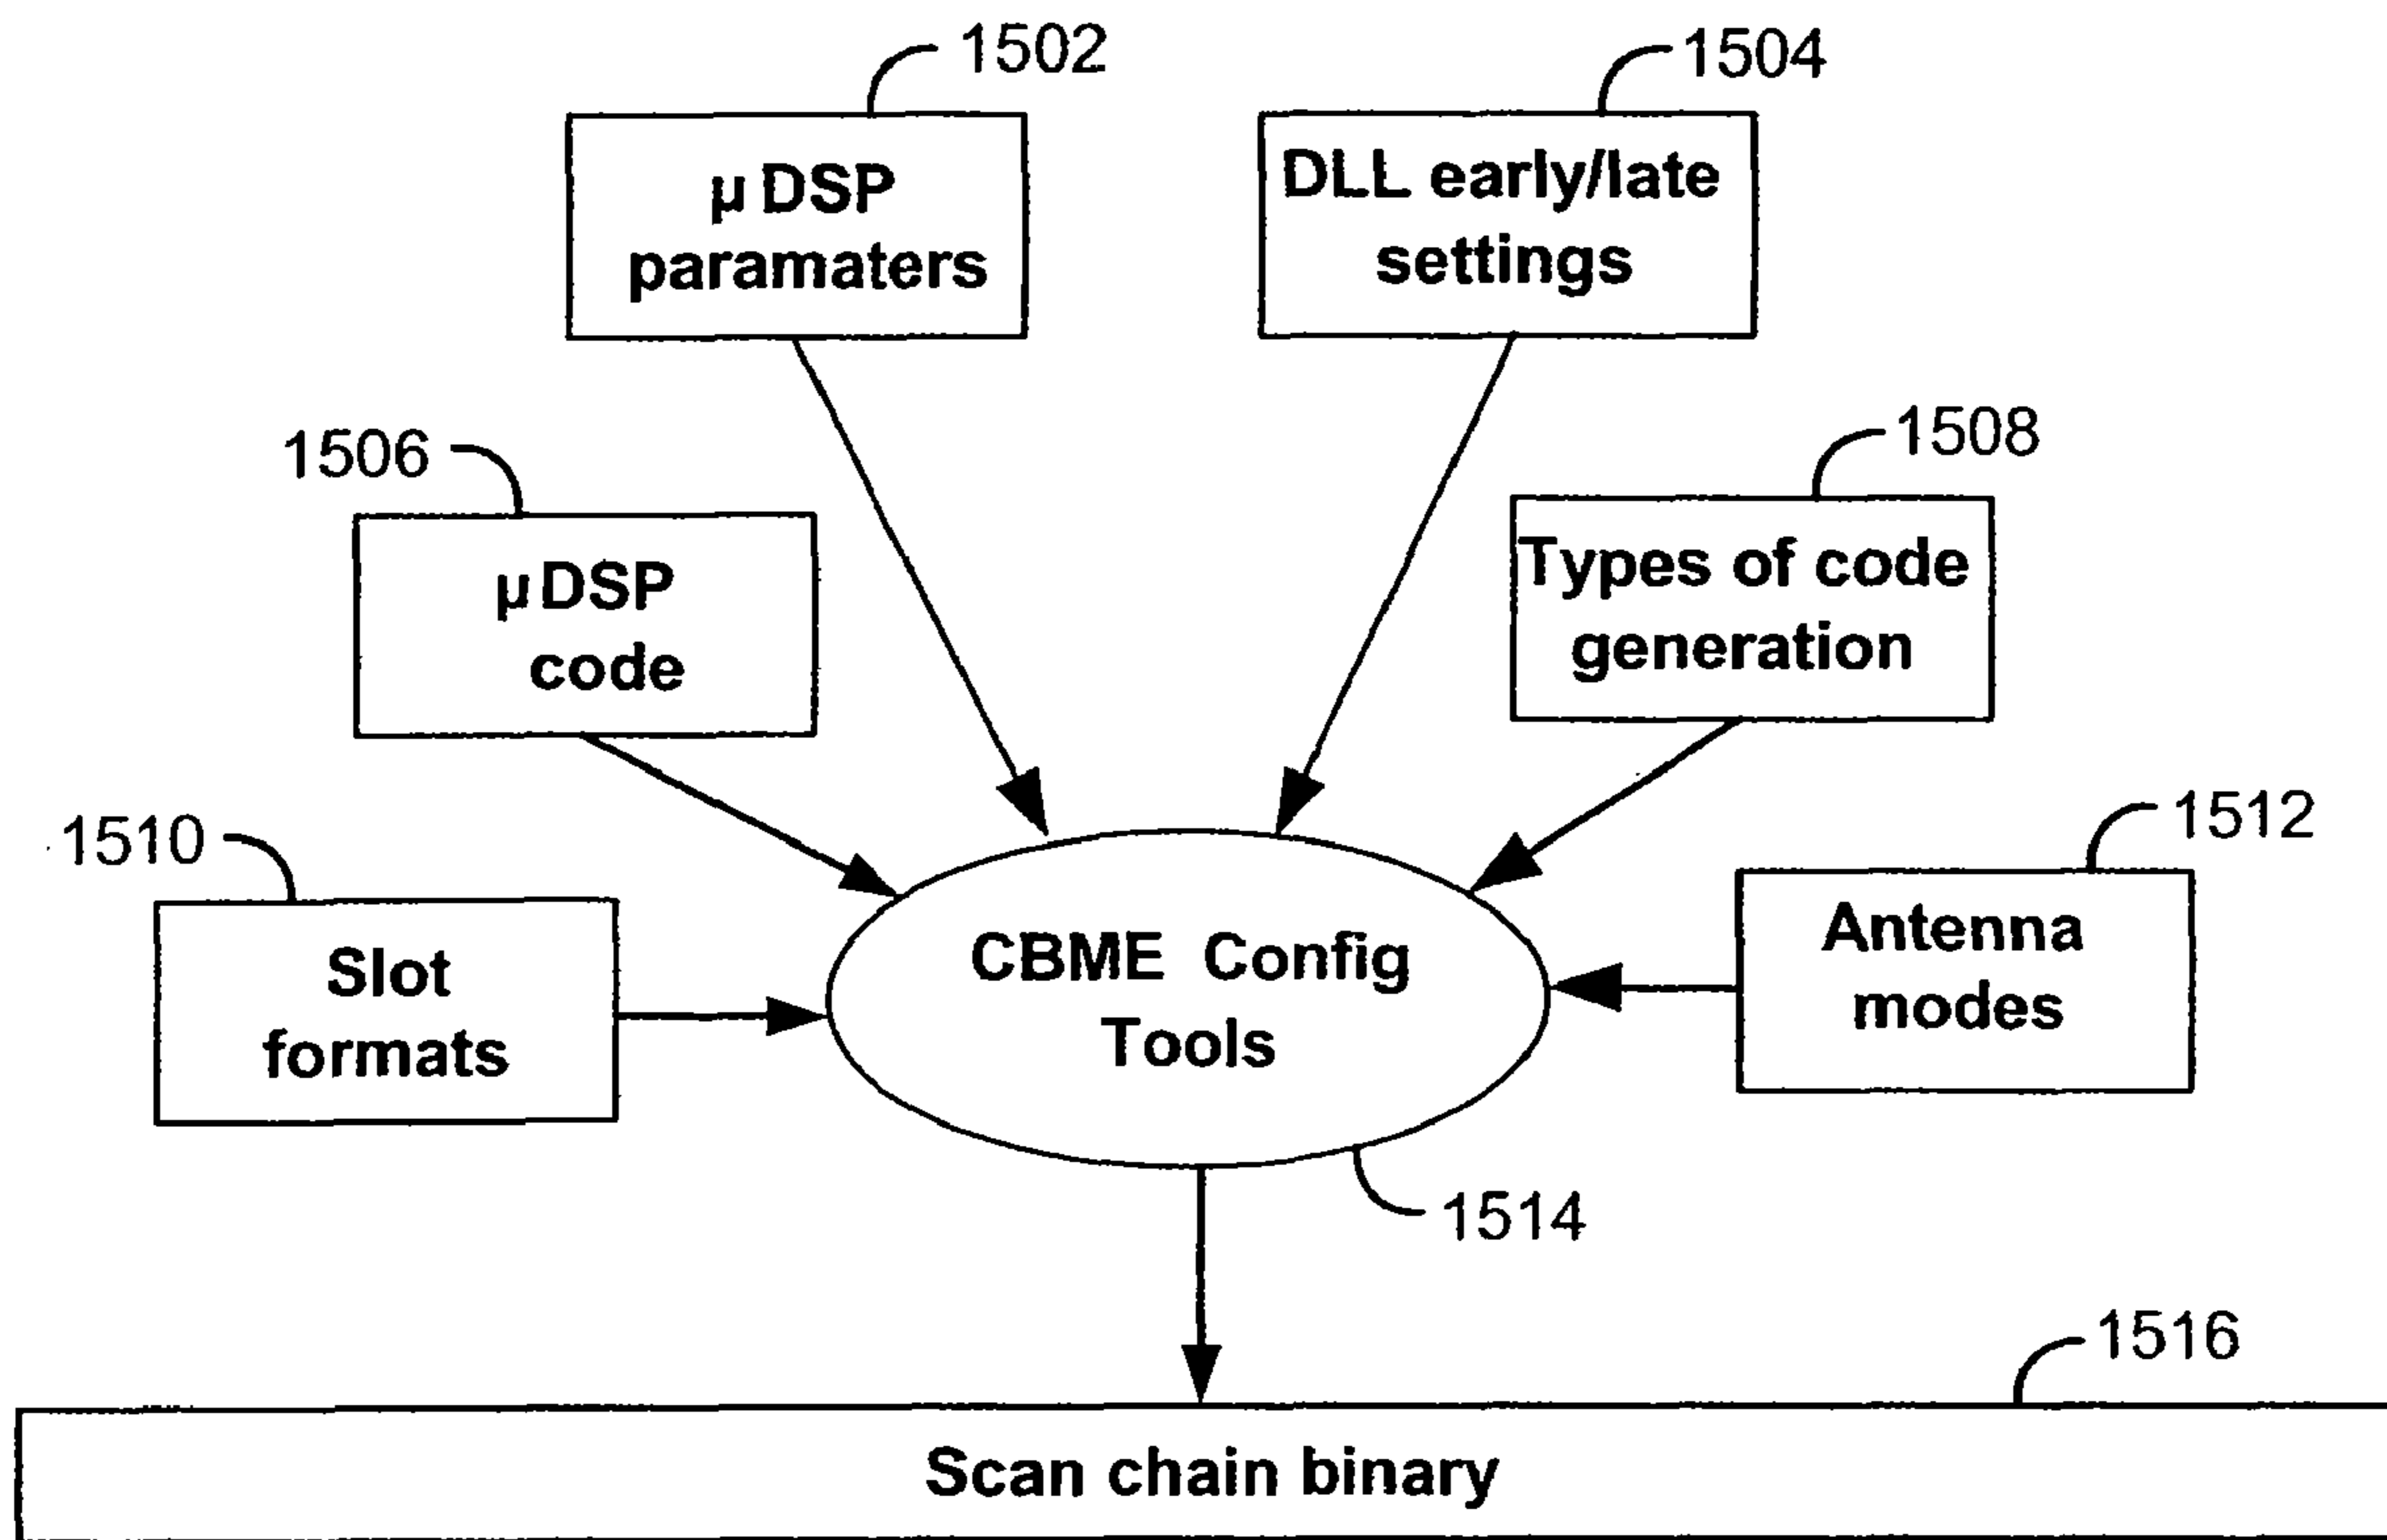 1502
1504
µ DSP
paramaters
DLL early/late
settings
1506
1508
µDSP
code
Types of code
generation
1510
1512
Slot
formats
CBME Config
Tools
Antenna
modes
1514
1516
Scan chain binary